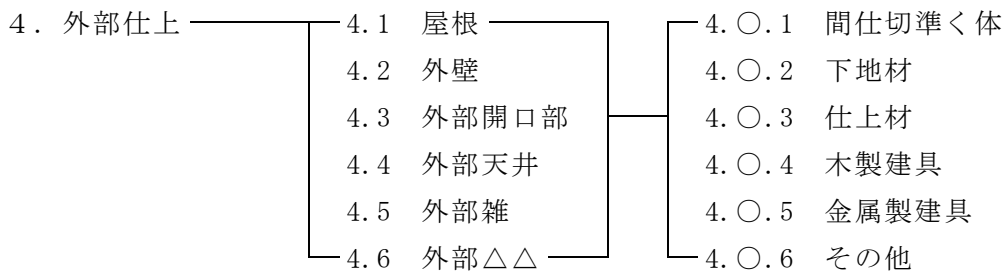 ４．外部仕上 4.1 屋根 4.○.1 間仕切準く体
4.2 外壁 4.○.2 下地材
4.3 外部開口部 4.○.3 仕上材
4.4 外部天井 4.○.4 木製建具
4.5 外部雑 4.○.5 金属製建具
4.6 外部△△ 4.○.6 その他